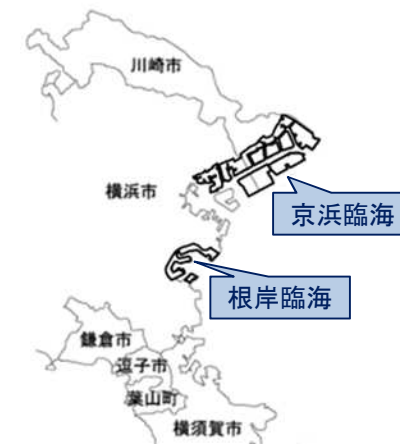 川崎市
横浜市
京浜臨海
根岸臨海
鎌倉市
逗子市
葉山町
横須賀市